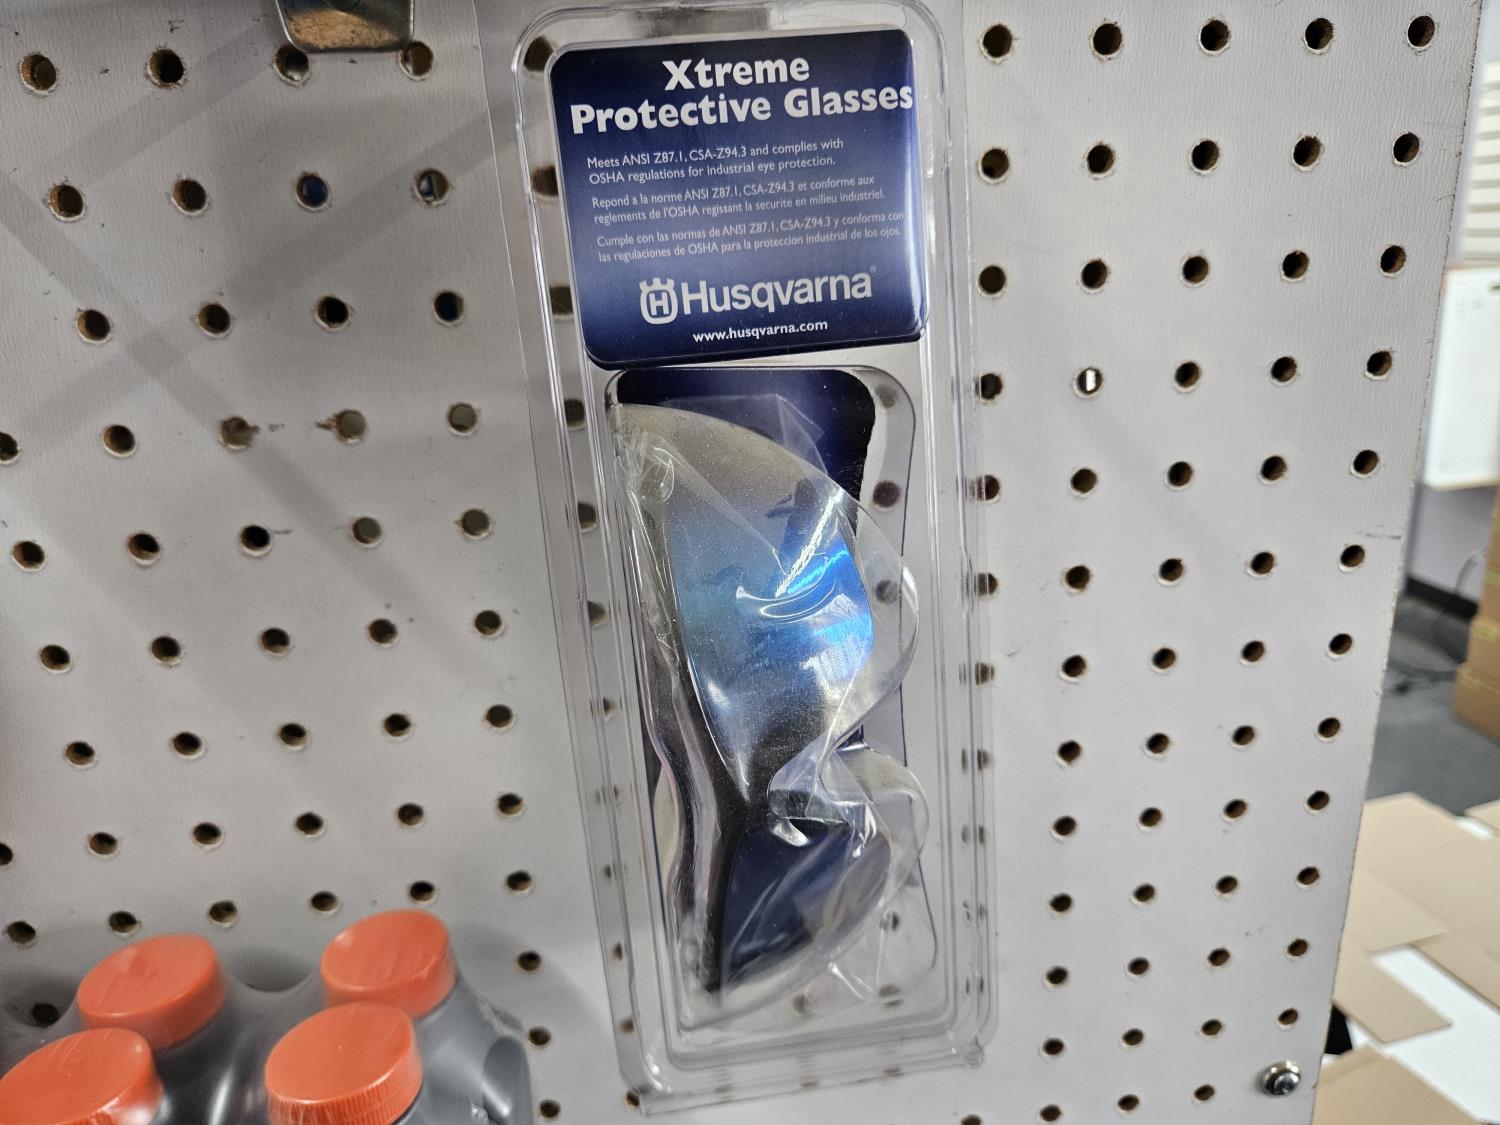 Xtreme
Protective Glasses
Meets ANSI Z87.1, CSA-Z94.3 and complies with
OSHA regulations for industrial eye protection.
Repond a la norme ANSI Z87.1, CSA-Z94.3 et conforme aux
reglements de l'OSHA regissant la securite en milieu industriel.
Cumple con las normas de ANSI Z87.1, CSA-Z94.3 y conforma con
las regulaciones de OSHA para la proteccion industrial de los ojos.
H Husqvarna®
www.husqvarna.com